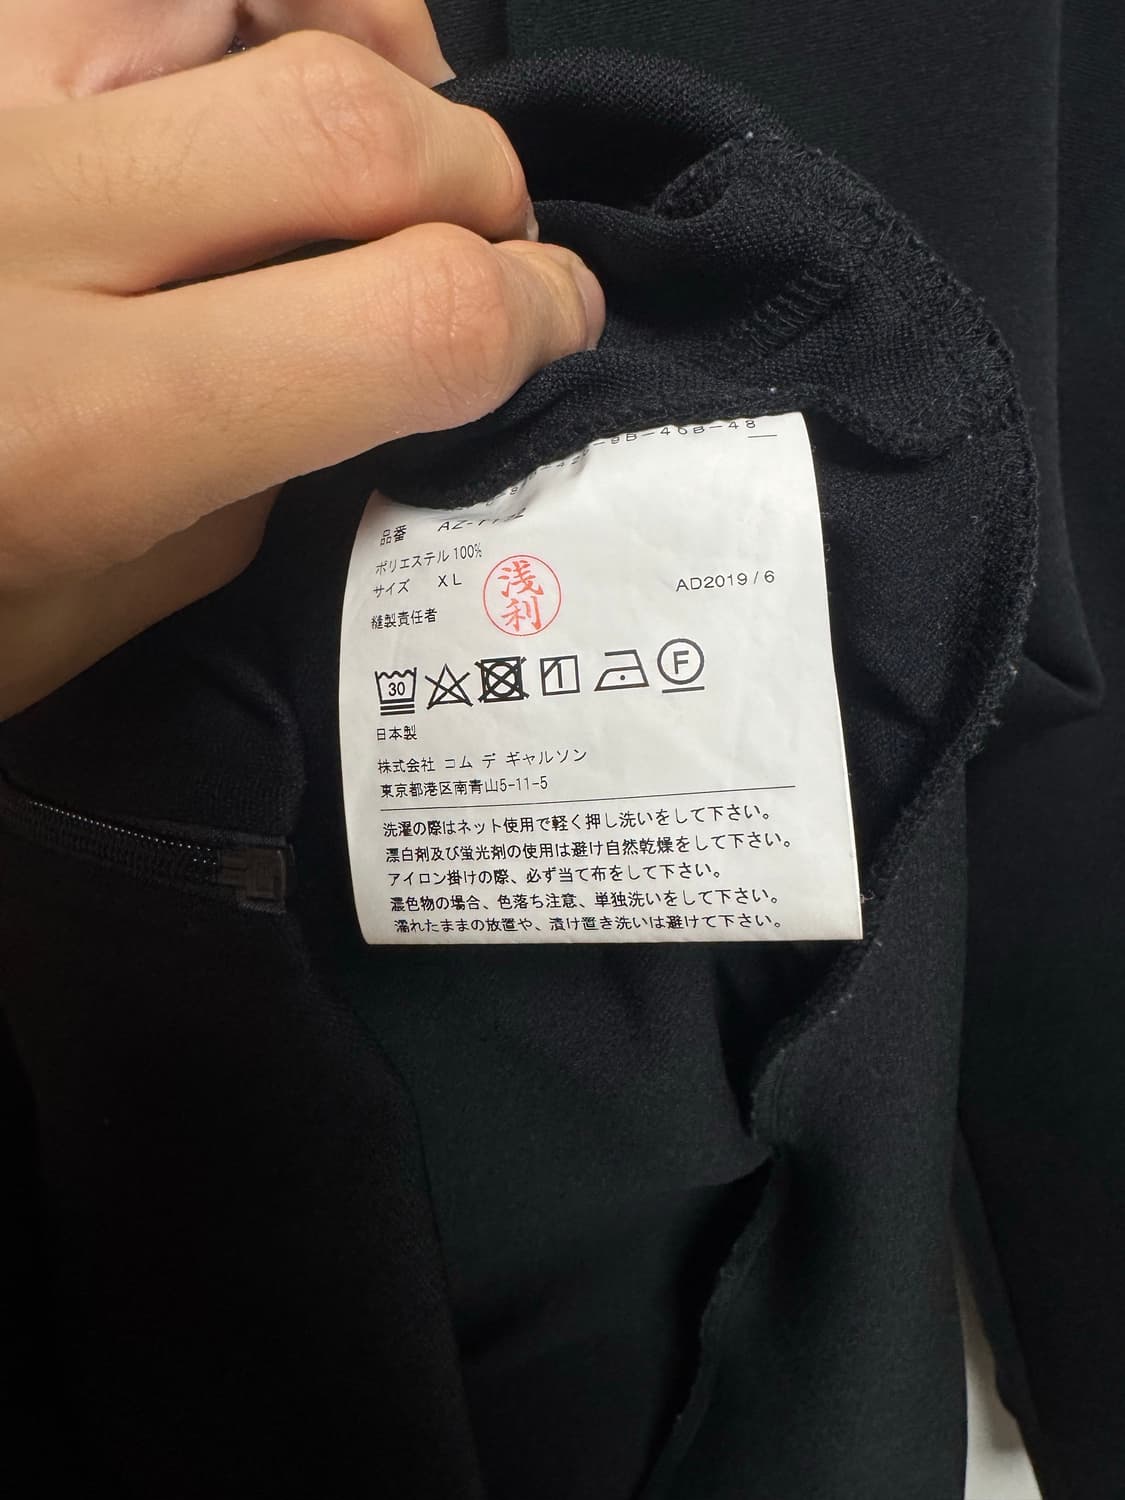 品番
ポリエステル 100%
サイズ XL
浅利
AD2019/6
縫製責任者
30
F
日本製
株式会社 コム デ ギャルソン
東京都港区南青山5-11-5
洗濯の際はネット使用で軽く押し洗いをして下さい。
漂白剤及び蛍光剤の使用は避け自然乾燥をして下さい。
アイロン掛けの際、必ず当て布をして下さい。
濃色物の場合、色落ち注意、単独洗いをして下さい。
濡れたままの放置や、漬け置き洗いは避けて下さい。